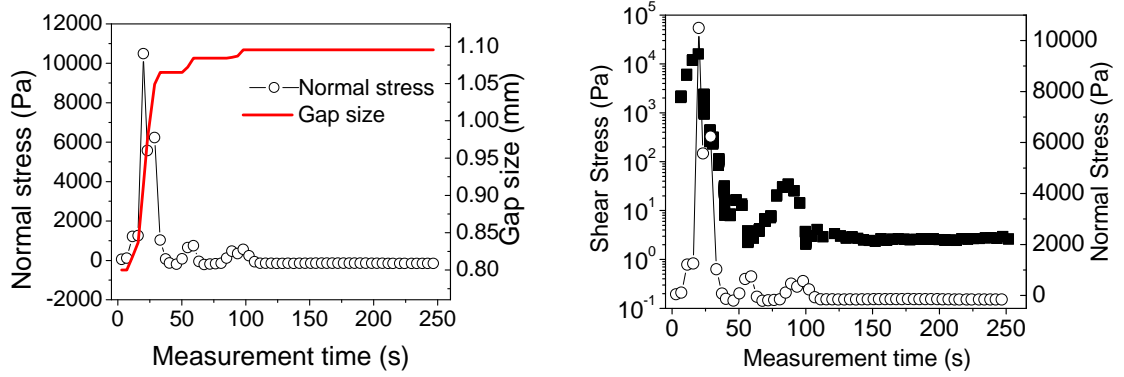 12000
10000
8000
6000
4000
2000
0
-2000
Normal stress (Pa)
Normal stress
Gap size
1.10
1.05
1.00
0.95
0.90
0.85
0.80
Gap size (mm)
0 50 100 150 200 250
Measurement time (s)
10^5
10^4
10^3
10^2
10^1
10^0
10^-1
Shear Stress (Pa)
10000
8000
6000
4000
2000
0
Normal Stress (Pa)
0 50 100 150 200 250
Measurement time (s)